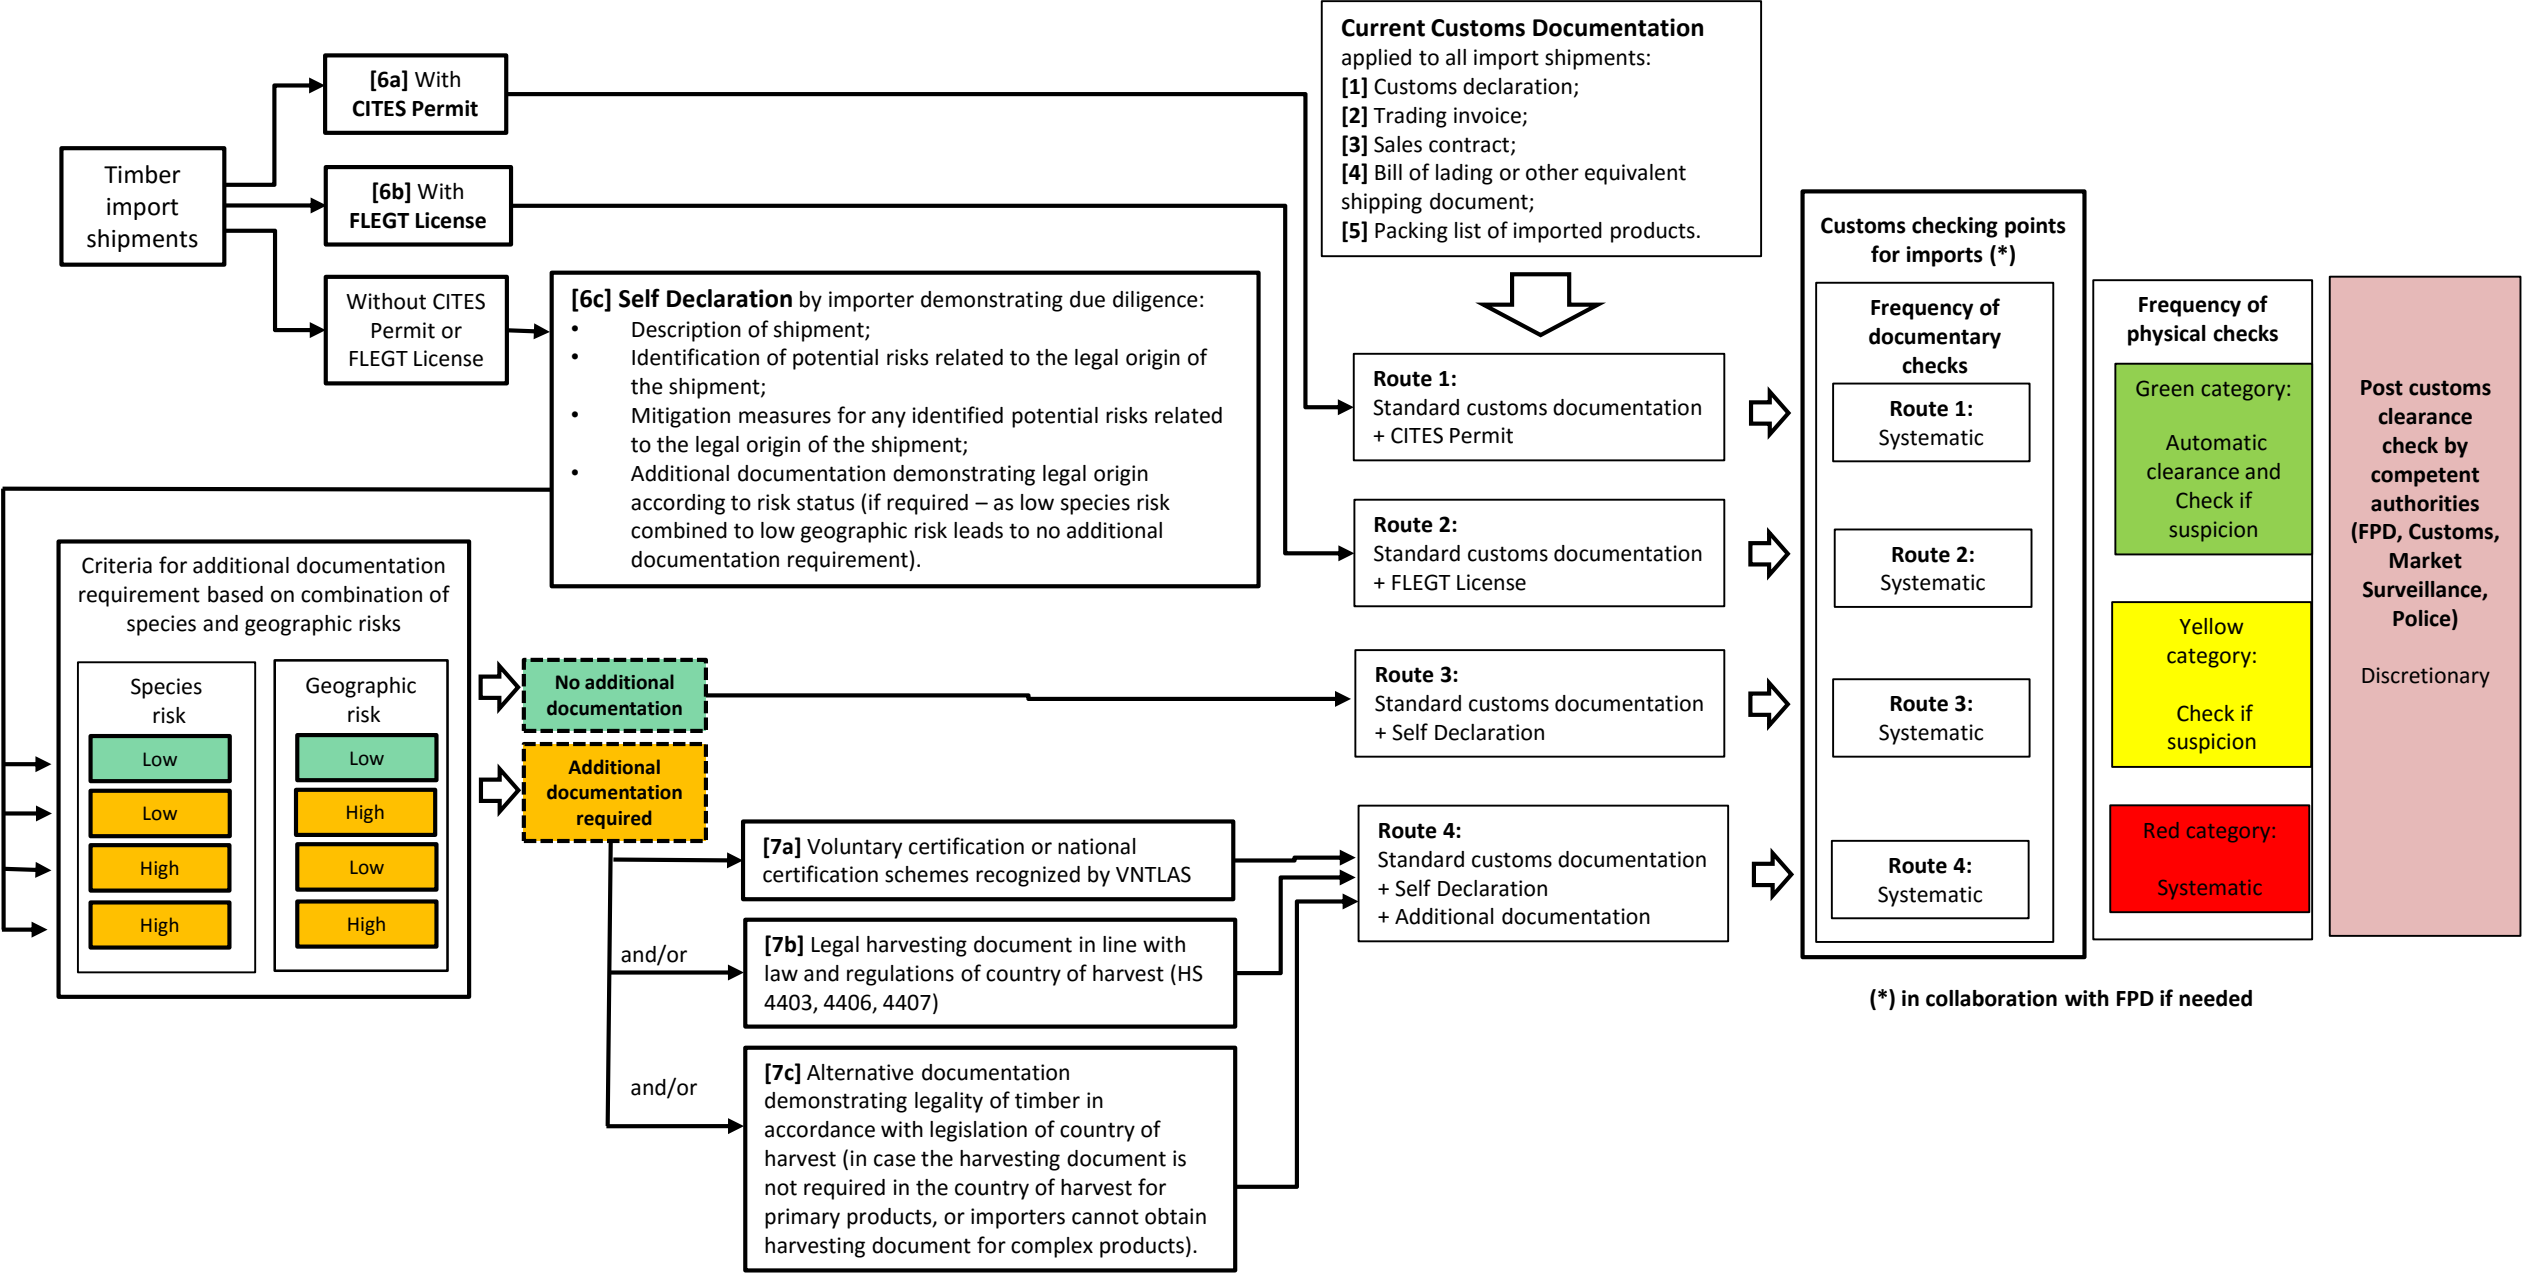 Timber
import
shipments
[6a] With
CITES Permit
[6b] With
FLEGT License
Without CITES
Permit or
FLEGT License
[6c] Self Declaration by importer demonstrating due diligence:
• Description of shipment;
• Identification of potential risks related to the legal origin of
the shipment;
• Mitigation measures for any identified potential risks related
to the legal origin of the shipment;
• Additional documentation demonstrating legal origin
according to risk status (if required – as low species risk
combined to low geographic risk leads to no additional
documentation requirement).
Criteria for additional documentation
requirement based on combination of
species and geographic risks
Species
risk
Low
Low
High
High
Geographic
risk
Low
High
Low
High
No additional
documentation
Additional
documentation
required
and/or
and/or
[7a] Voluntary certification or national
certification schemes recognized by VNTLAS
[7b] Legal harvesting document in line with
law and regulations of country of harvest (HS
4403, 4406, 4407)
[7c] Alternative documentation
demonstrating legality of timber in
accordance with legislation of country of
harvest (in case the harvesting document is
not required in the country of harvest for
primary products, or importers cannot obtain
harvesting document for complex products).
Current Customs Documentation
applied to all import shipments:
[1] Customs declaration;
[2] Trading invoice;
[3] Sales contract;
[4] Bill of lading or other equivalent
shipping document;
[5] Packing list of imported products.
Route 1:
Standard customs documentation
+ CITES Permit
Route 2:
Standard customs documentation
+ FLEGT License
Route 3:
Standard customs documentation
+ Self Declaration
Route 4:
Standard customs documentation
+ Self Declaration
+ Additional documentation
Customs checking points
for imports (*)
Frequency of
documentary
checks
Route 1:
Systematic
Route 2:
Systematic
Route 3:
Systematic
Route 4:
Systematic
Frequency of
physical checks
Green category:
Automatic
clearance and
Check if
suspicion
Yellow
category:
Check if
suspicion
Red category:
Systematic
Post customs
clearance
check by
competent
authorities
(FPD, Customs,
Market
Surveillance,
Police)
Discretionary
(*) in collaboration with FPD if needed